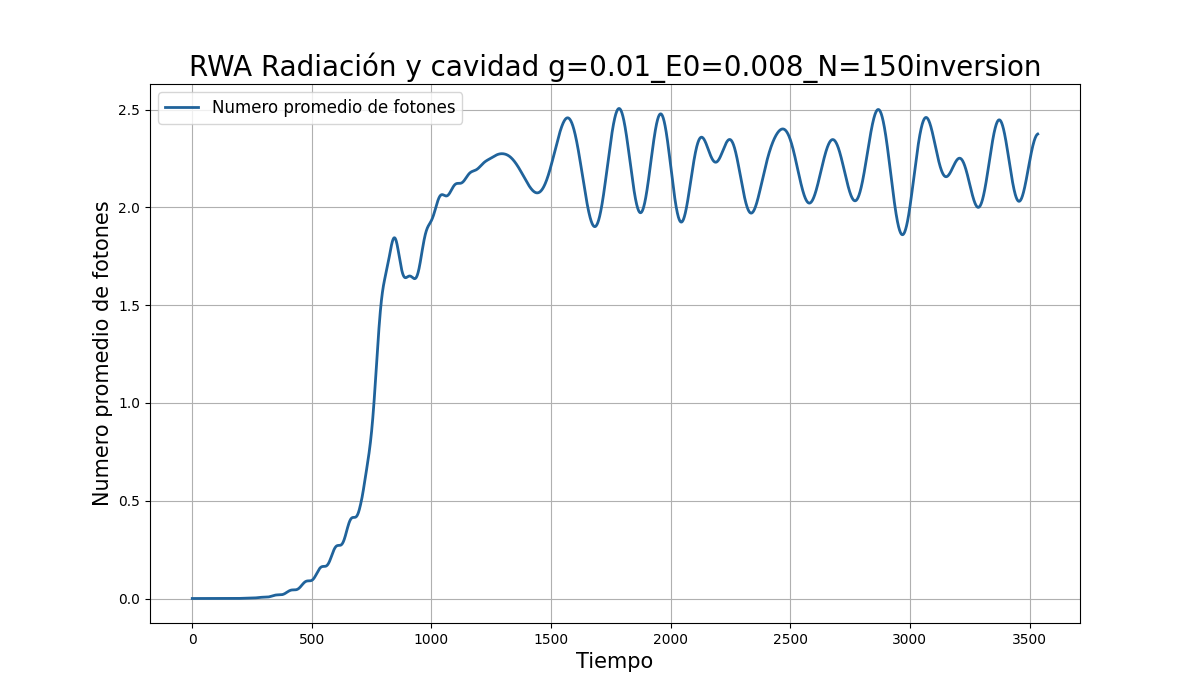 RWA Radiación y cavidad g=0.01_E0=0.008_N=150inversion
Numero promedio de fotones
2.5
2.0
1.5
1.0
0.5
0.0
Numero promedio de fotones
0 500 1000 1500 2000 2500 3000 3500
Tiempo